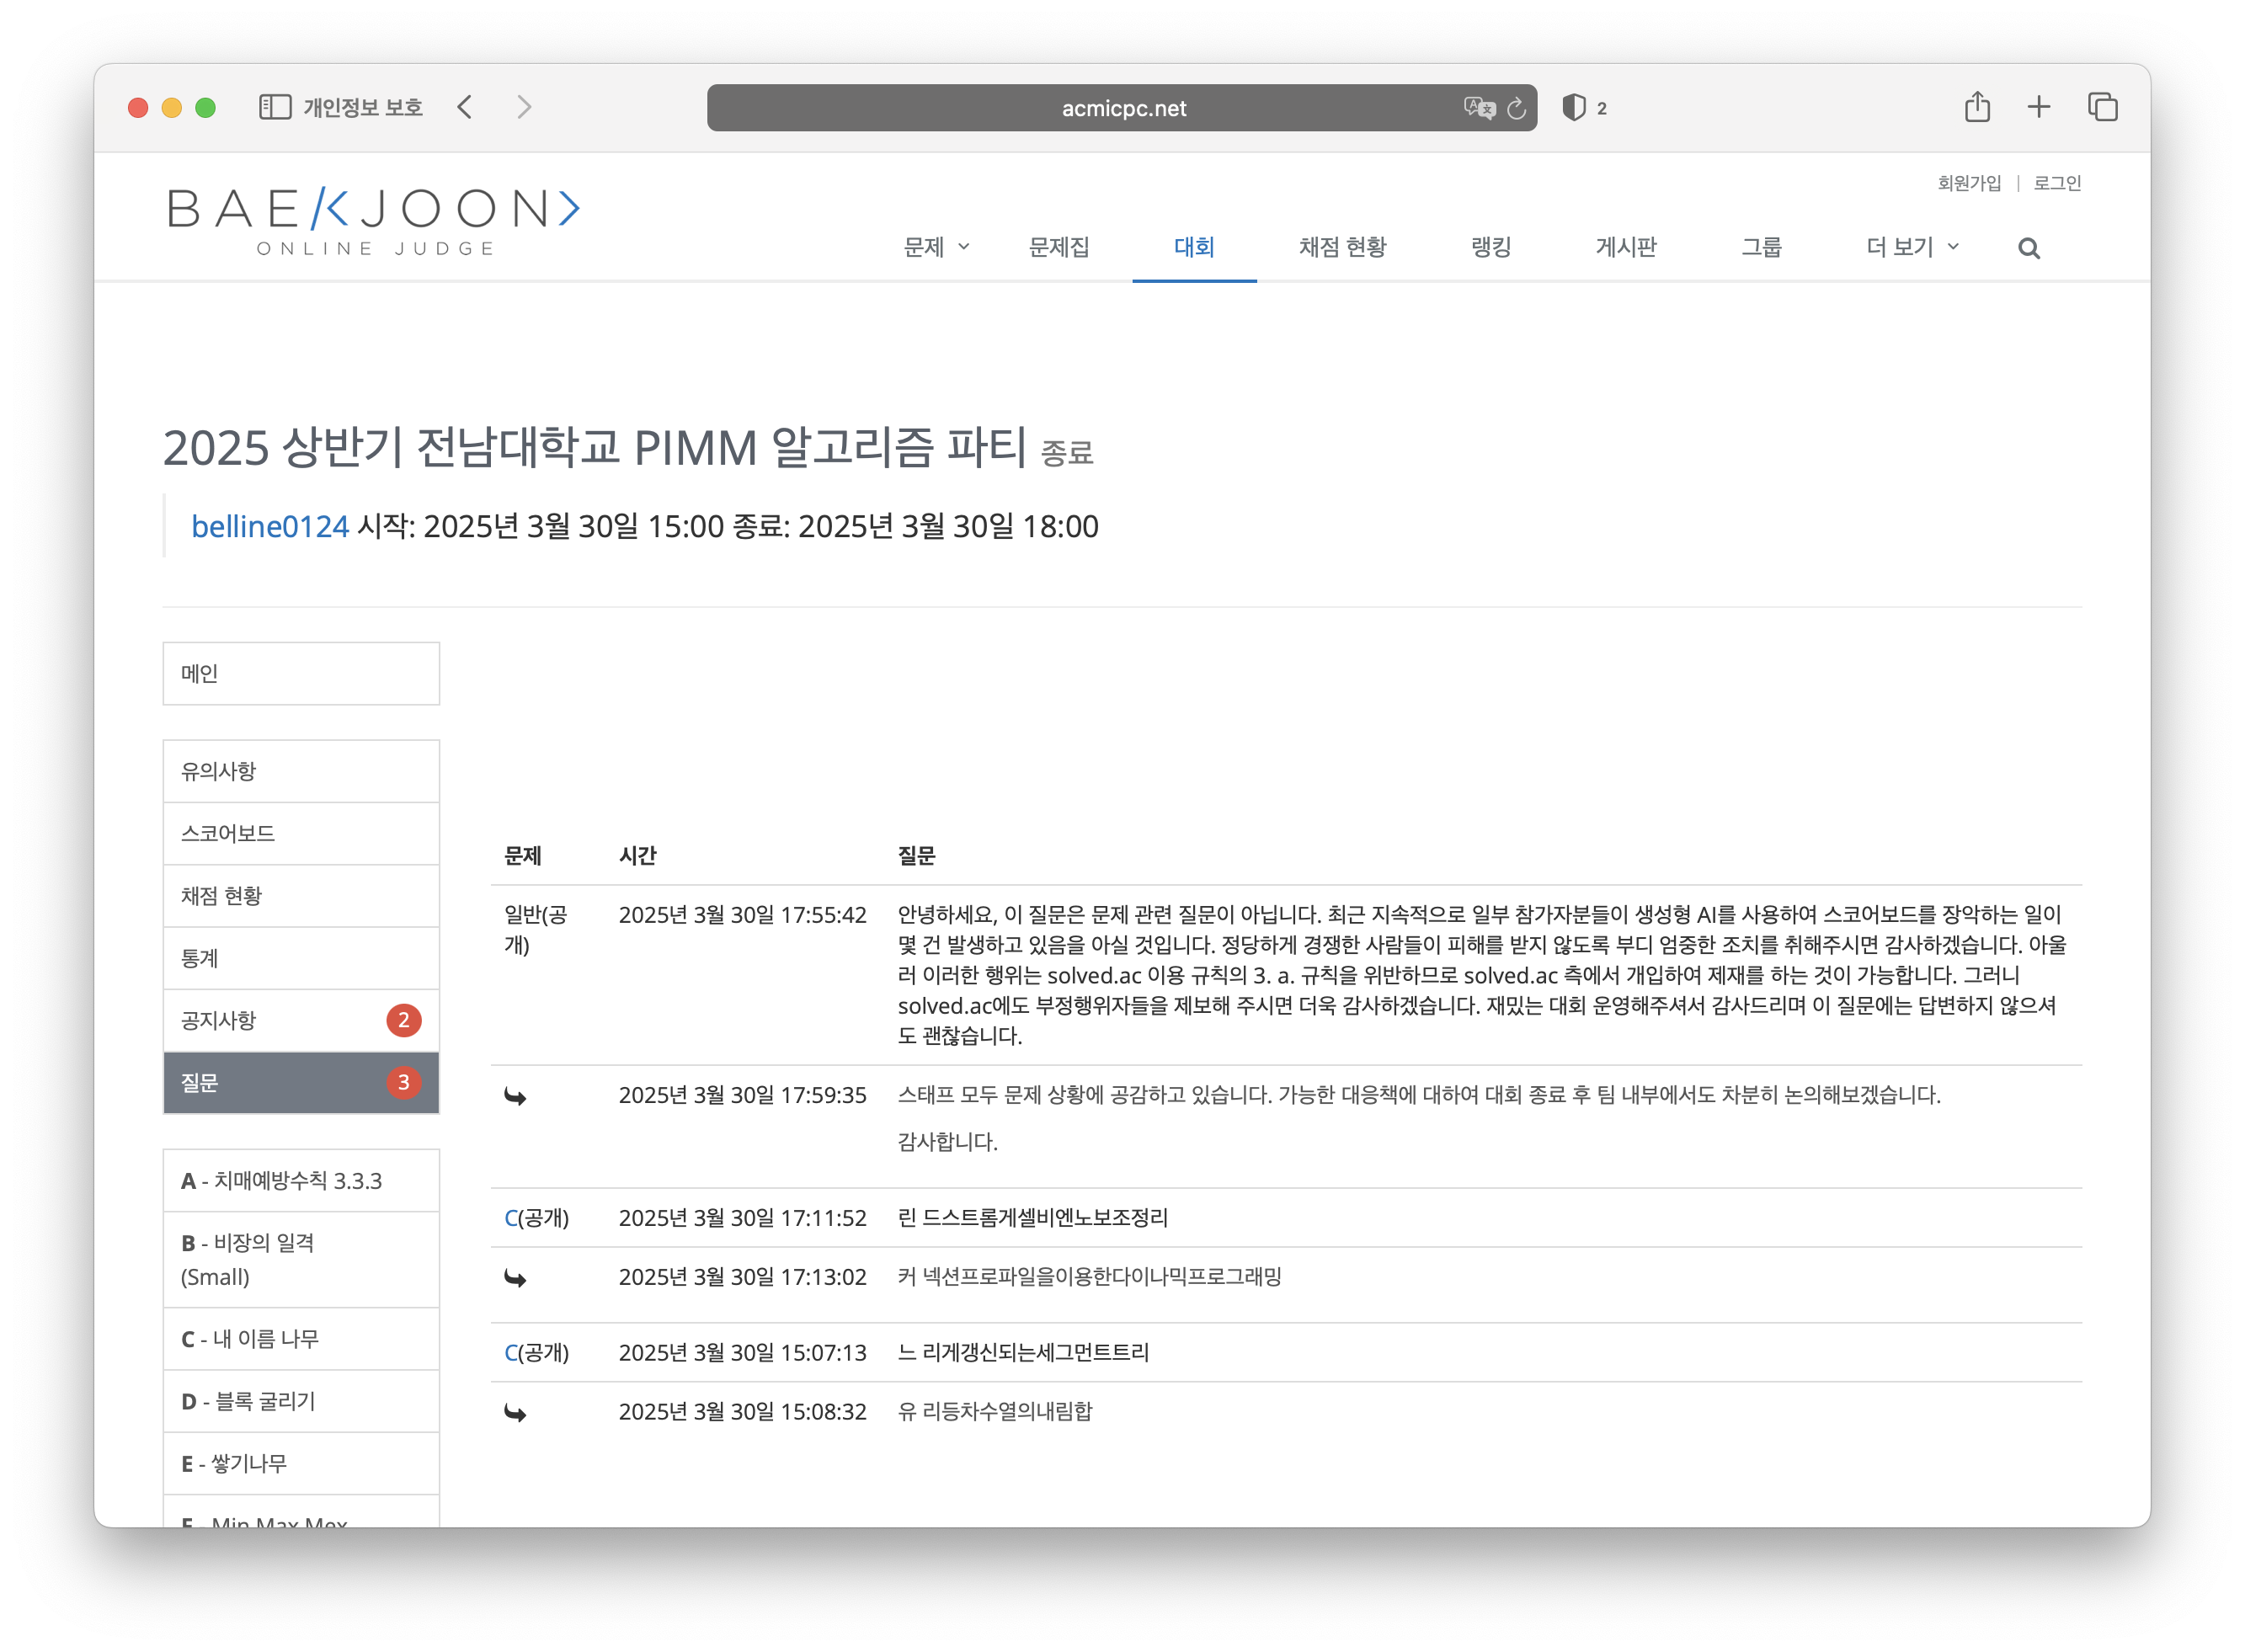 개인정보 보호
acmicpc.net
2
회원가입 | 로그인
BAEKJOON>
ONLINE JUDGE
문제 문제집 대회 채점 현황 랭킹 게시판 그룹 더 보기
2025 상반기 전남대학교 PIMM 알고리즘 파티 종료
belline0124 시작: 2025년 3월 30일 15:00 종료: 2025년 3월 30일 18:00
메인
유의사항
스코어보드
채점 현황
통계
공지사항 2
질문 3
A - 치매예방수칙 3.3.3
B - 비장의 일격
(Small)
C - 내 이름 나무
D - 블록 굴리기
E - 쌓기나무
F - Min Max Mex
문제 시간 질문
일반(공
개)
2025년 3월 30일 17:55:42
안녕하세요, 이 질문은 문제 관련 질문이 아닙니다. 최근 지속적으로 일부 참가자분들이 생성형 AI를 사용하여 스코어보드를 장악하는 일이
몇 건 발생하고 있음을 아실 것입니다. 정당하게 경쟁한 사람들이 피해를 받지 않도록 부디 엄중한 조치를 취해주시면 감사하겠습니다. 아울
러 이러한 행위는 solved.ac 이용 규칙의 3. a. 규칙을 위반하므로 solved.ac 측에서 개입하여 제재를 하는 것이 가능합니다. 그러니
solved.ac에도 부정행위자들을 제보해 주시면 더욱 감사하겠습니다. 재밌는 대회 운영해주셔서 감사드리며 이 질문에는 답변하지 않으셔
도 괜찮습니다.
2025년 3월 30일 17:59:35 스태프 모두 문제 상황에 공감하고 있습니다. 가능한 대응책에 대하여 대회 종료 후 팀 내부에서도 차분히 논의해보겠습니다.
감사합니다.
C(공개) 2025년 3월 30일 17:11:52 린 드스트롬게셀비엔노보조정리
2025년 3월 30일 17:13:02 커 넥션프로파일을이용한다이나믹프로그래밍
C(공개) 2025년 3월 30일 15:07:13 느 리게갱신되는세그먼트트리
2025년 3월 30일 15:08:32 유 리등차수열의내림합